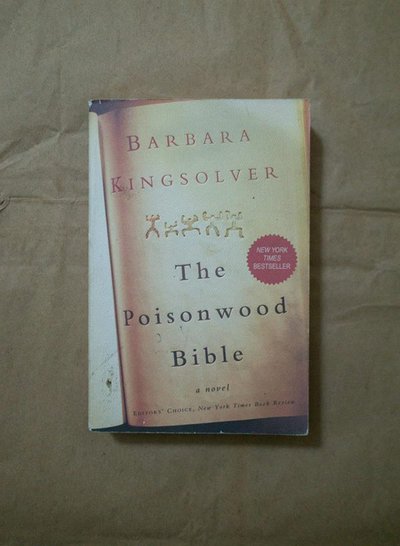 BARBARA
KINGSOLVER
NEW YORK
TIMES
BESTSELLER
The
Poisonwood
Bible
a novel
EDITORS' CHOICE, New York Times Book Review